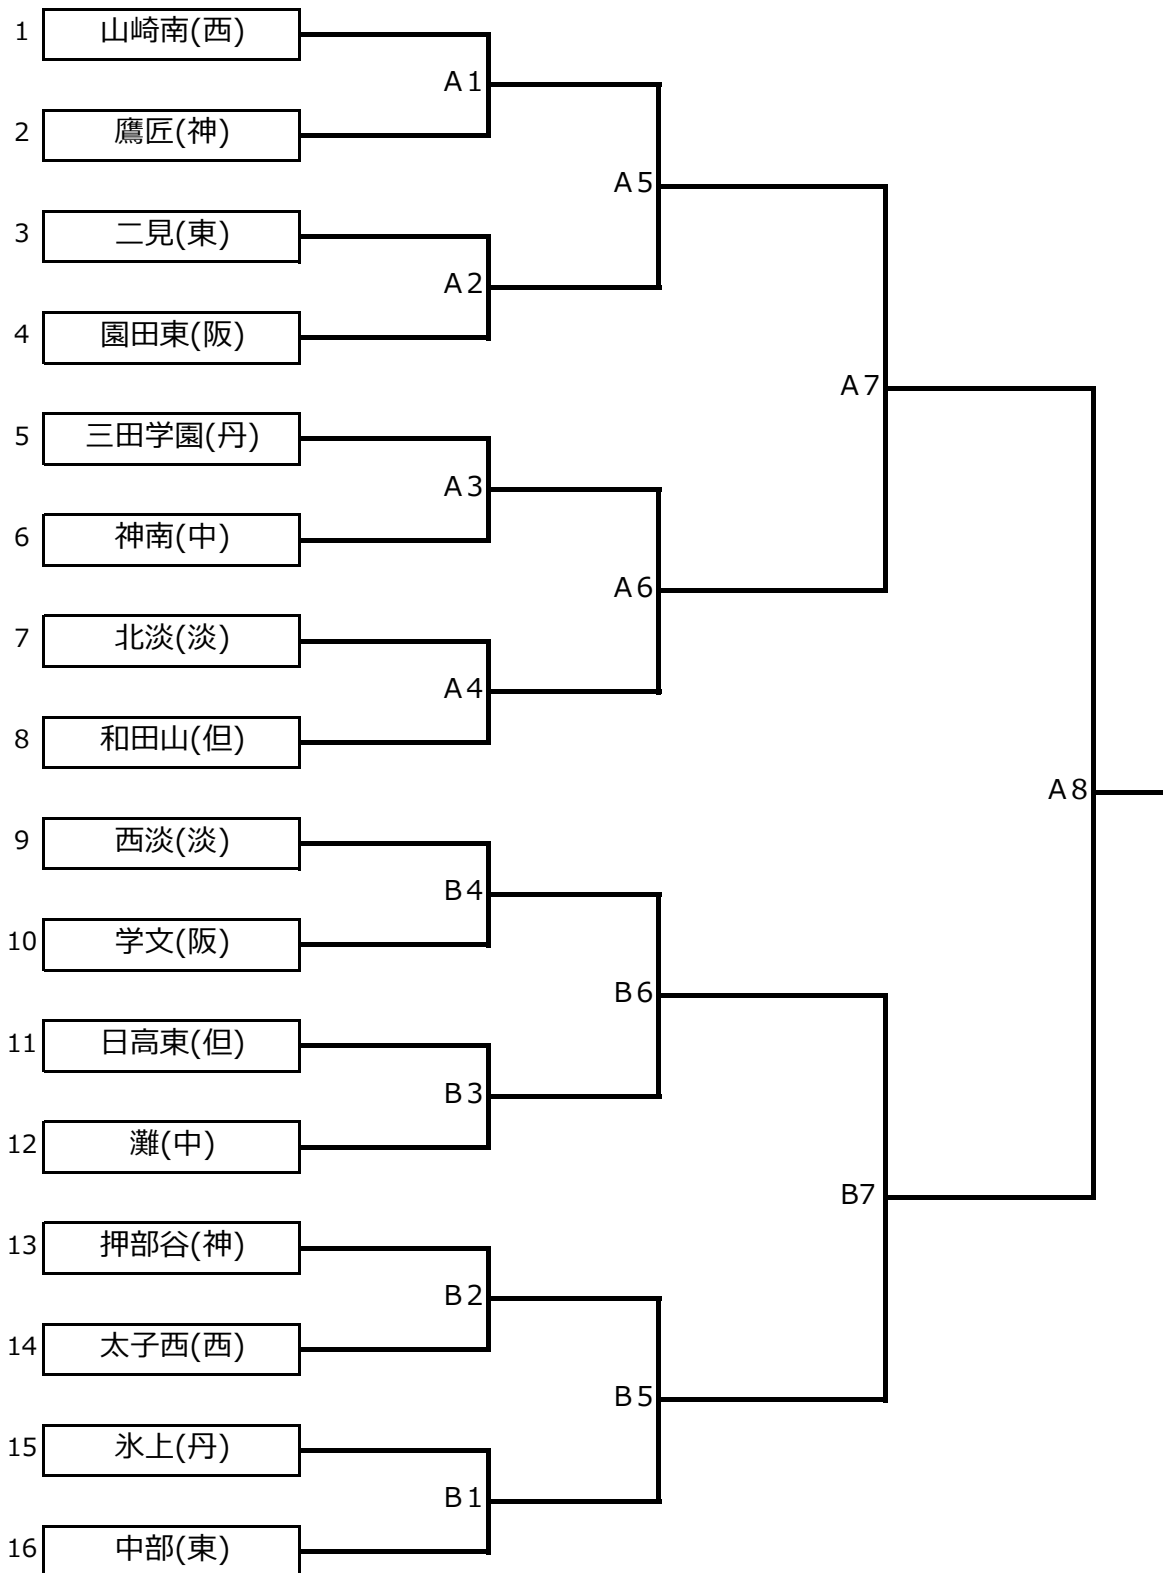 1 山崎南(西)
A1
2 鷹匠(神)
A5
3 二見(東)
A2
4 園田東(阪)
A7
5 三田学園(丹)
A3
6 神南(中)
A6
7 北淡(淡)
A4
8 和田山(但)
A8
9 西淡(淡)
B4
10 学文(阪)
B6
11 日高東(但)
B3
12 灘(中)
B7
13 押部谷(神)
B2
14 太子西(西)
B5
15 氷上(丹)
B1
16 中部(東)